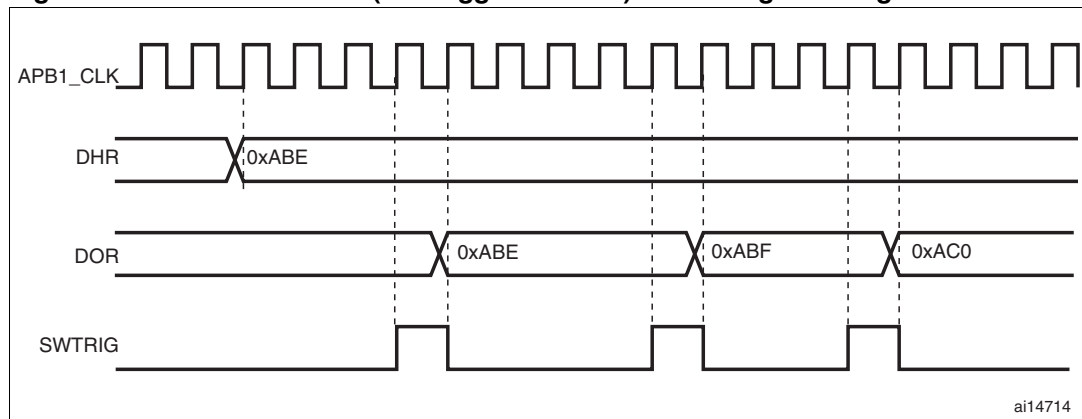 APB1_CLK
DHR
0xABE
DOR
0xABE
0xABF
0xAC0
SWTRIG
ai14714